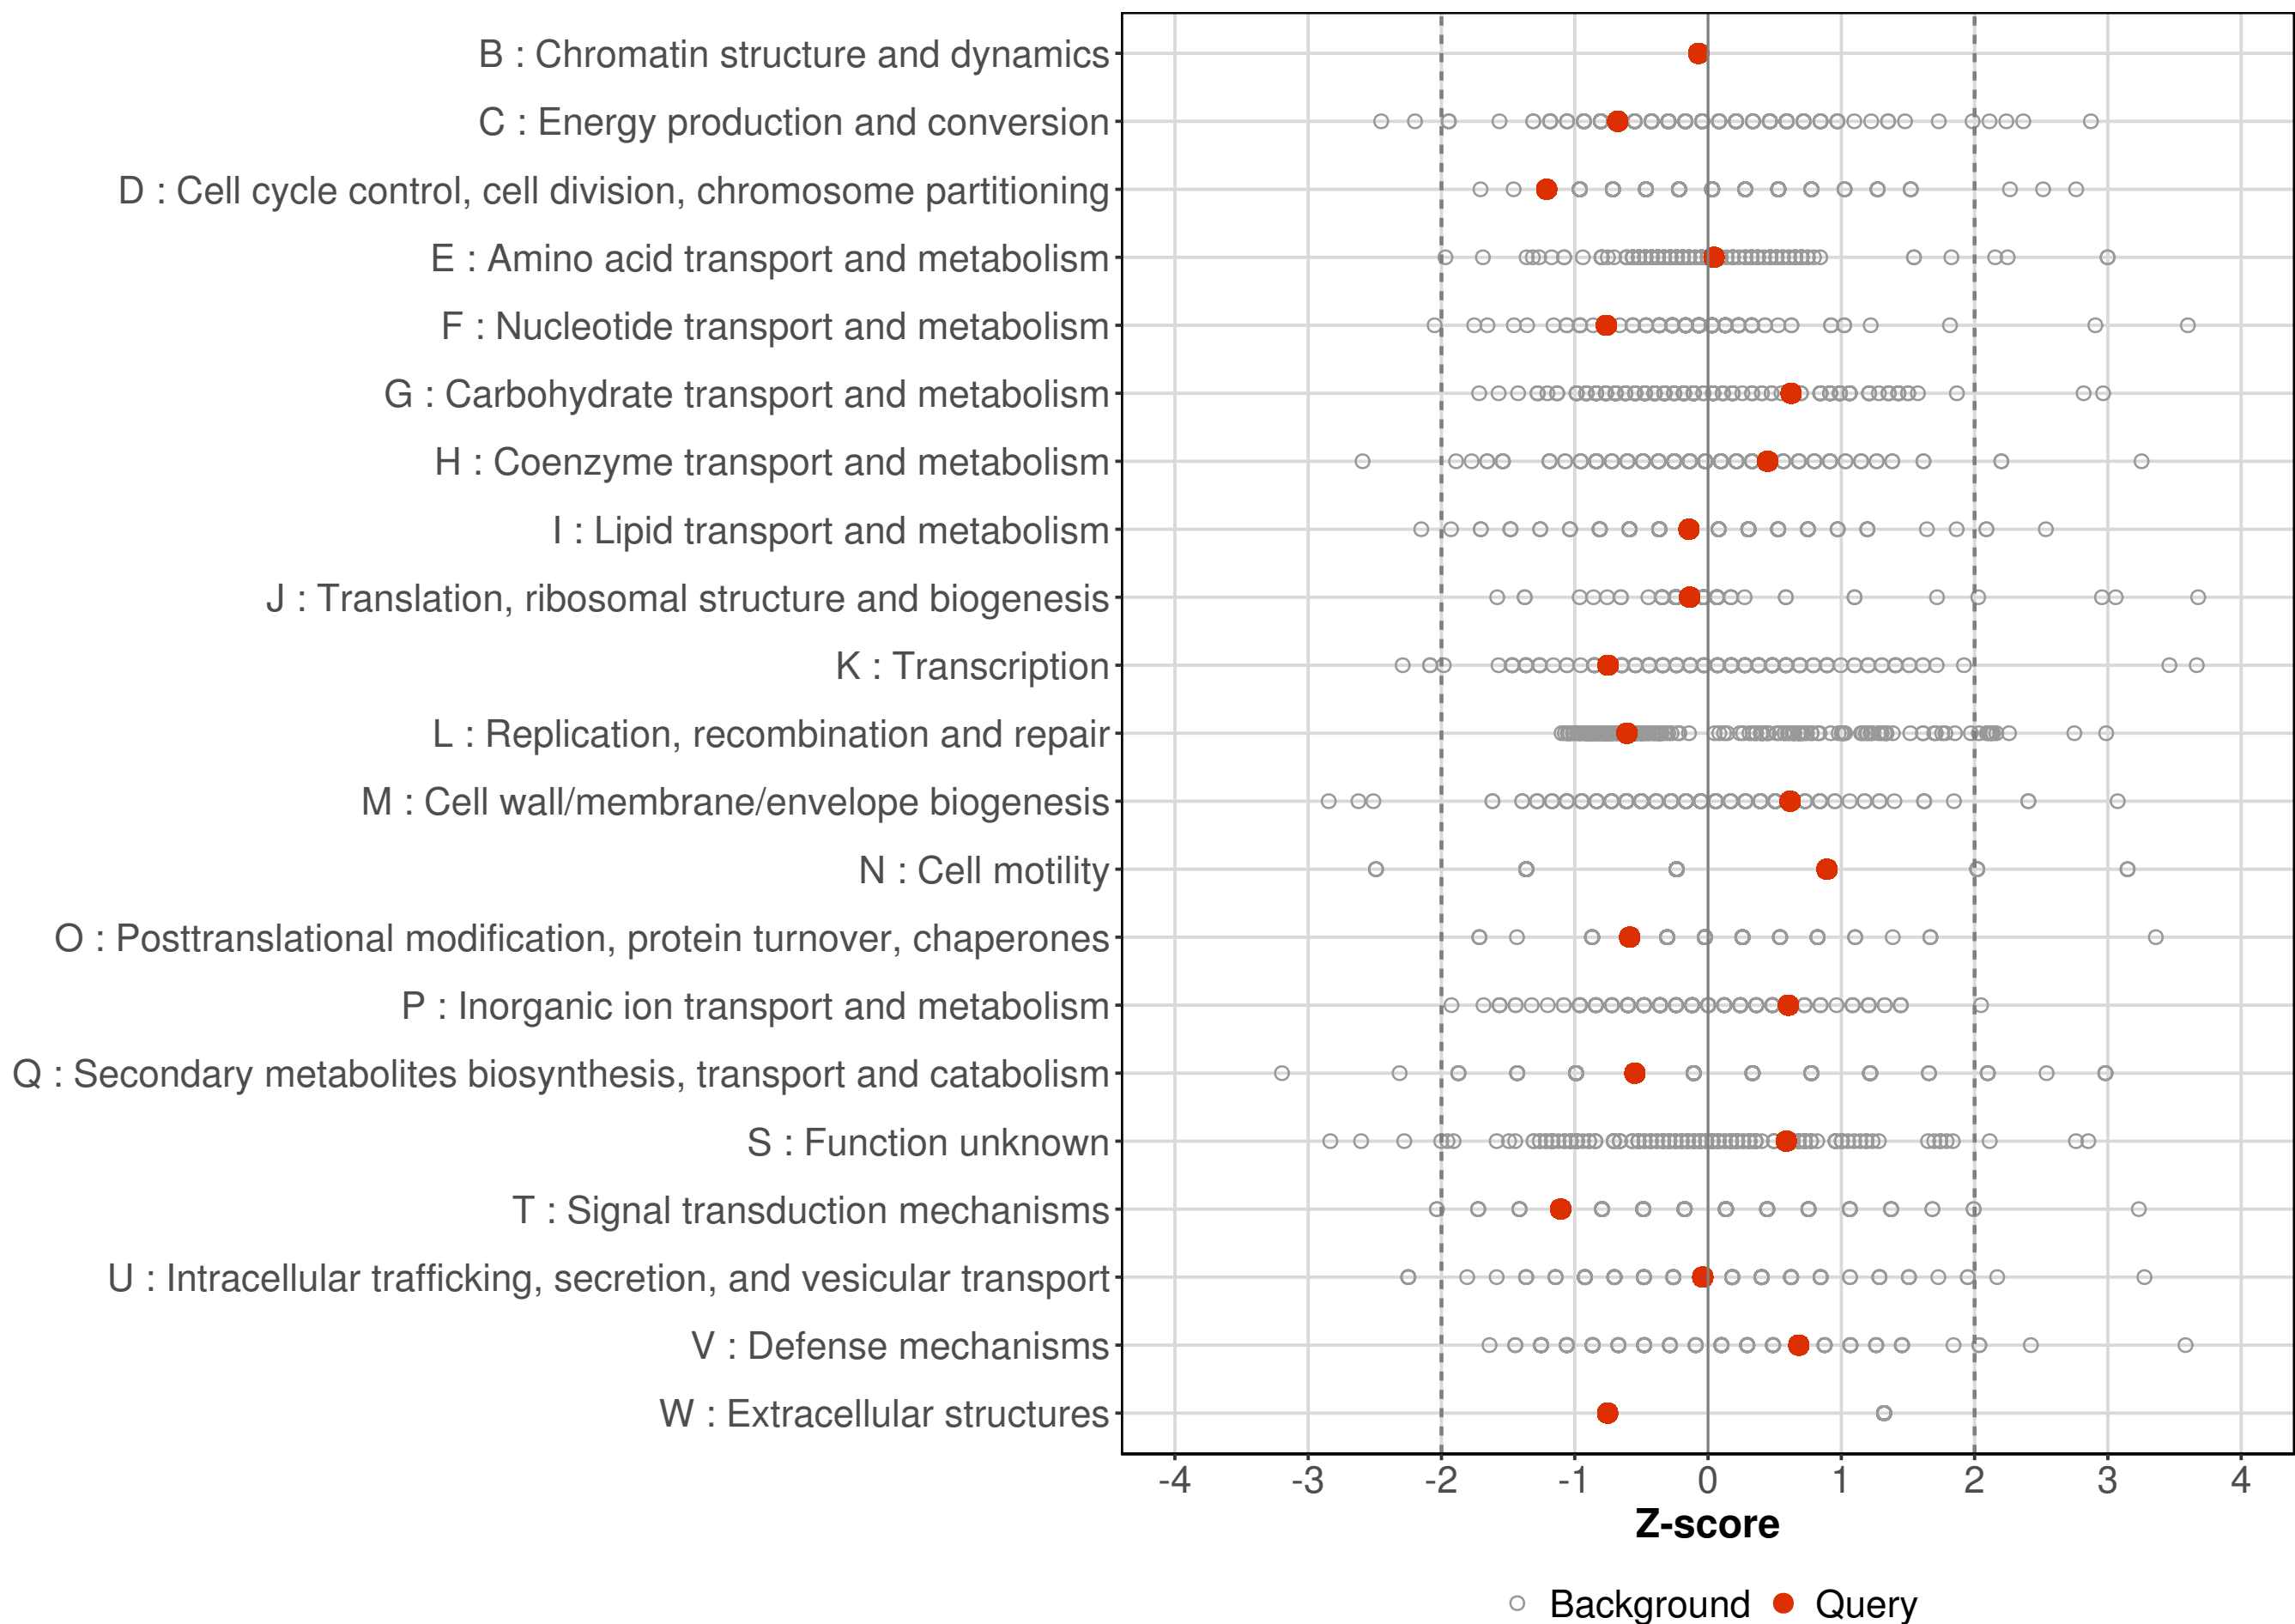 B : Chromatin structure and dynamics
C : Energy production and conversion
D : Cell cycle control, cell division, chromosome partitioning
E : Amino acid transport and metabolism
F : Nucleotide transport and metabolism
G : Carbohydrate transport and metabolism
H : Coenzyme transport and metabolism
I : Lipid transport and metabolism
J : Translation, ribosomal structure and biogenesis
K : Transcription
L : Replication, recombination and repair
M : Cell wall/membrane/envelope biogenesis
N : Cell motility
O : Posttranslational modification, protein turnover, chaperones
P : Inorganic ion transport and metabolism
Q : Secondary metabolites biosynthesis, transport and catabolism
S : Function unknown
T : Signal transduction mechanisms
U : Intracellular trafficking, secretion, and vesicular transport
V : Defense mechanisms
W : Extracellular structures
-4 -3 -2 -1 0 1 2 3 4
Z-score
Background Query